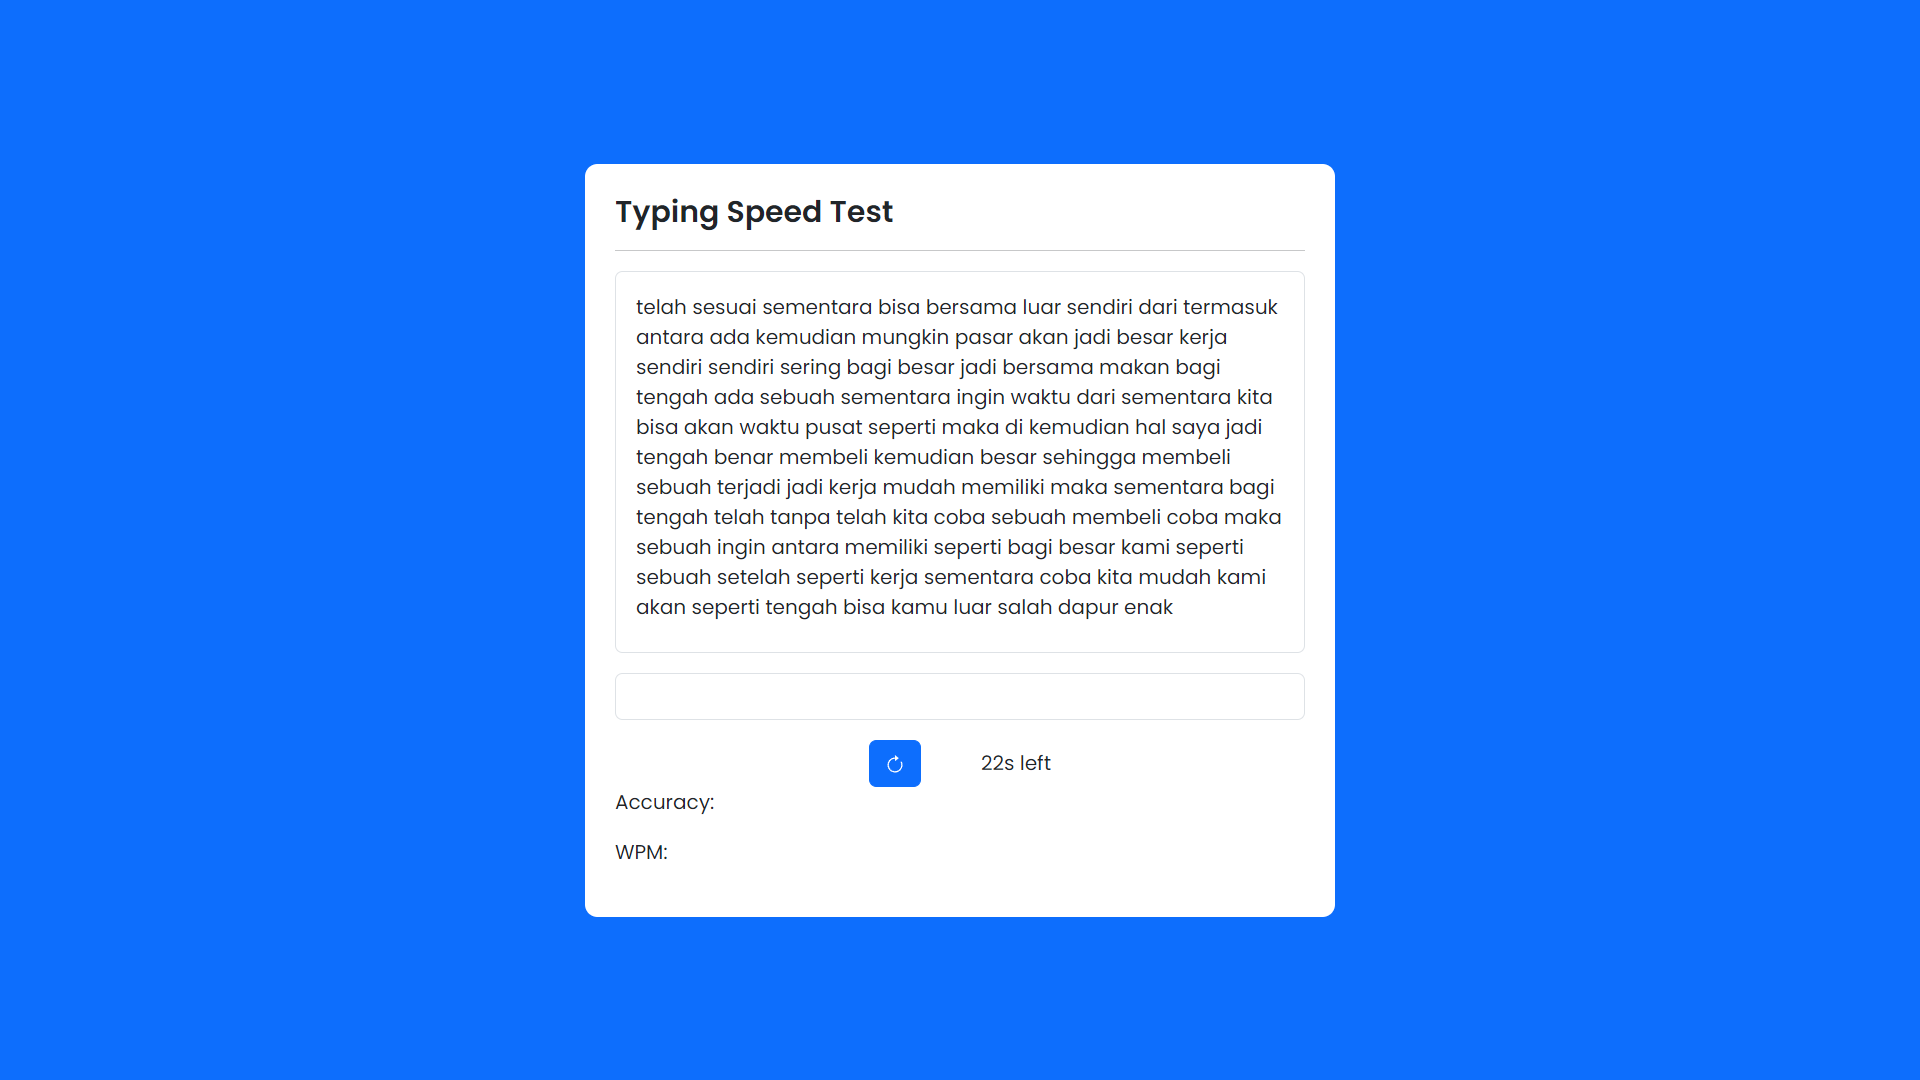 Typing Speed Test
telah sesuai sementara bisa bersama luar sendiri dari termasuk
antara ada kemudian mungkin pasar akan jadi besar kerja
sendiri sendiri sering bagi besar jadi bersama makan bagi
tengah ada sebuah sementara ingin waktu dari sementara kita
bisa akan waktu pusat seperti maka di kemudian hal saya jadi
tengah benar membeli kemudian besar sehingga membeli
sebuah terjadi jadi kerja mudah memiliki maka sementara bagi
tengah telah tanpa telah kita coba sebuah membeli coba maka
sebuah ingin antara memiliki seperti bagi besar kami seperti
sebuah setelah seperti kerja sementara coba kita mudah kami
akan seperti tengah bisa kamu luar salah dapur enak
22s left
Accuracy:
WPM: